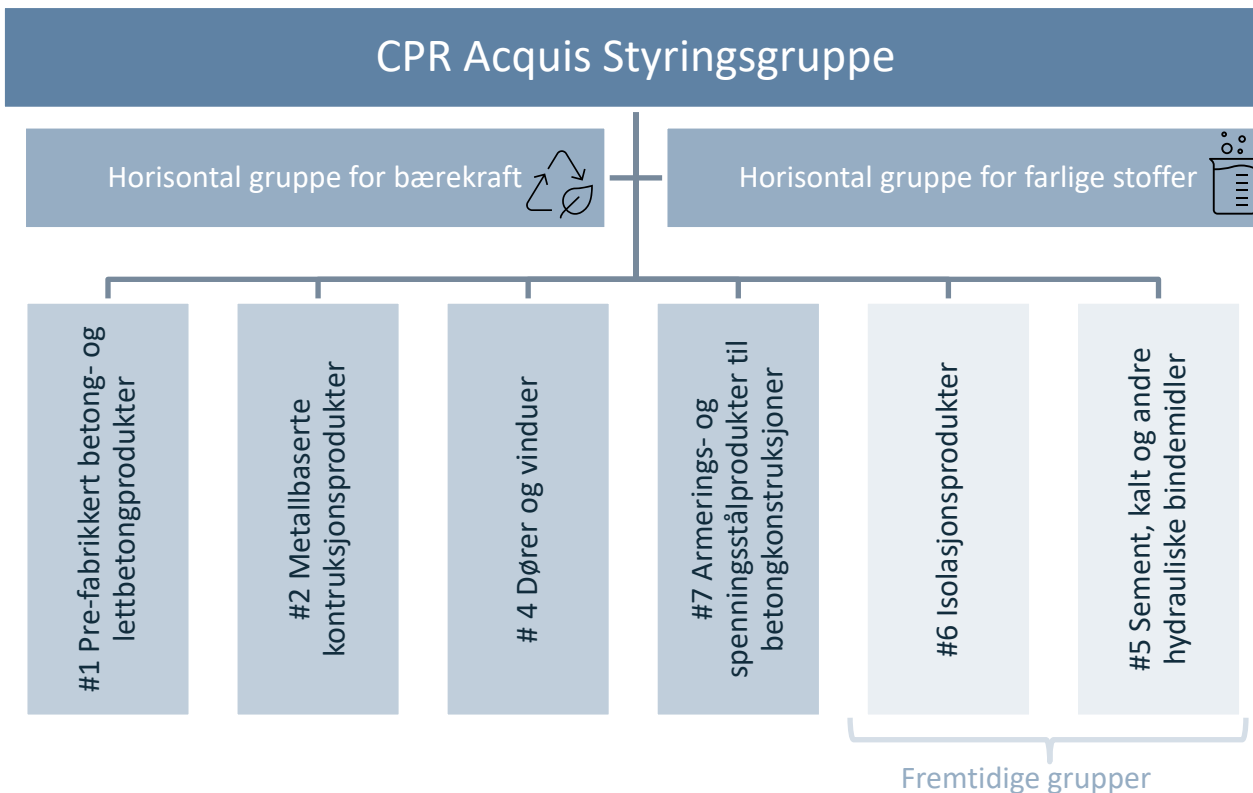 CPR Acquis Styringsgruppe
Horisontal gruppe for bærekraft
Horisontal gruppe for farlige stoffer
#1 Pre-fabrikkert betong- og
lettbetongprodukter
#2 Metallbaserte
kontruksjonsprodukter
# 4 Dører og vinduer
#7 Armerings- og
spenningsstålprodukter til
betongkonstruksjoner
#6 Isolasjonsprodukter
#5 Sement, kalt og andre
hydrauliske bindemidler
Fremtidige grupper